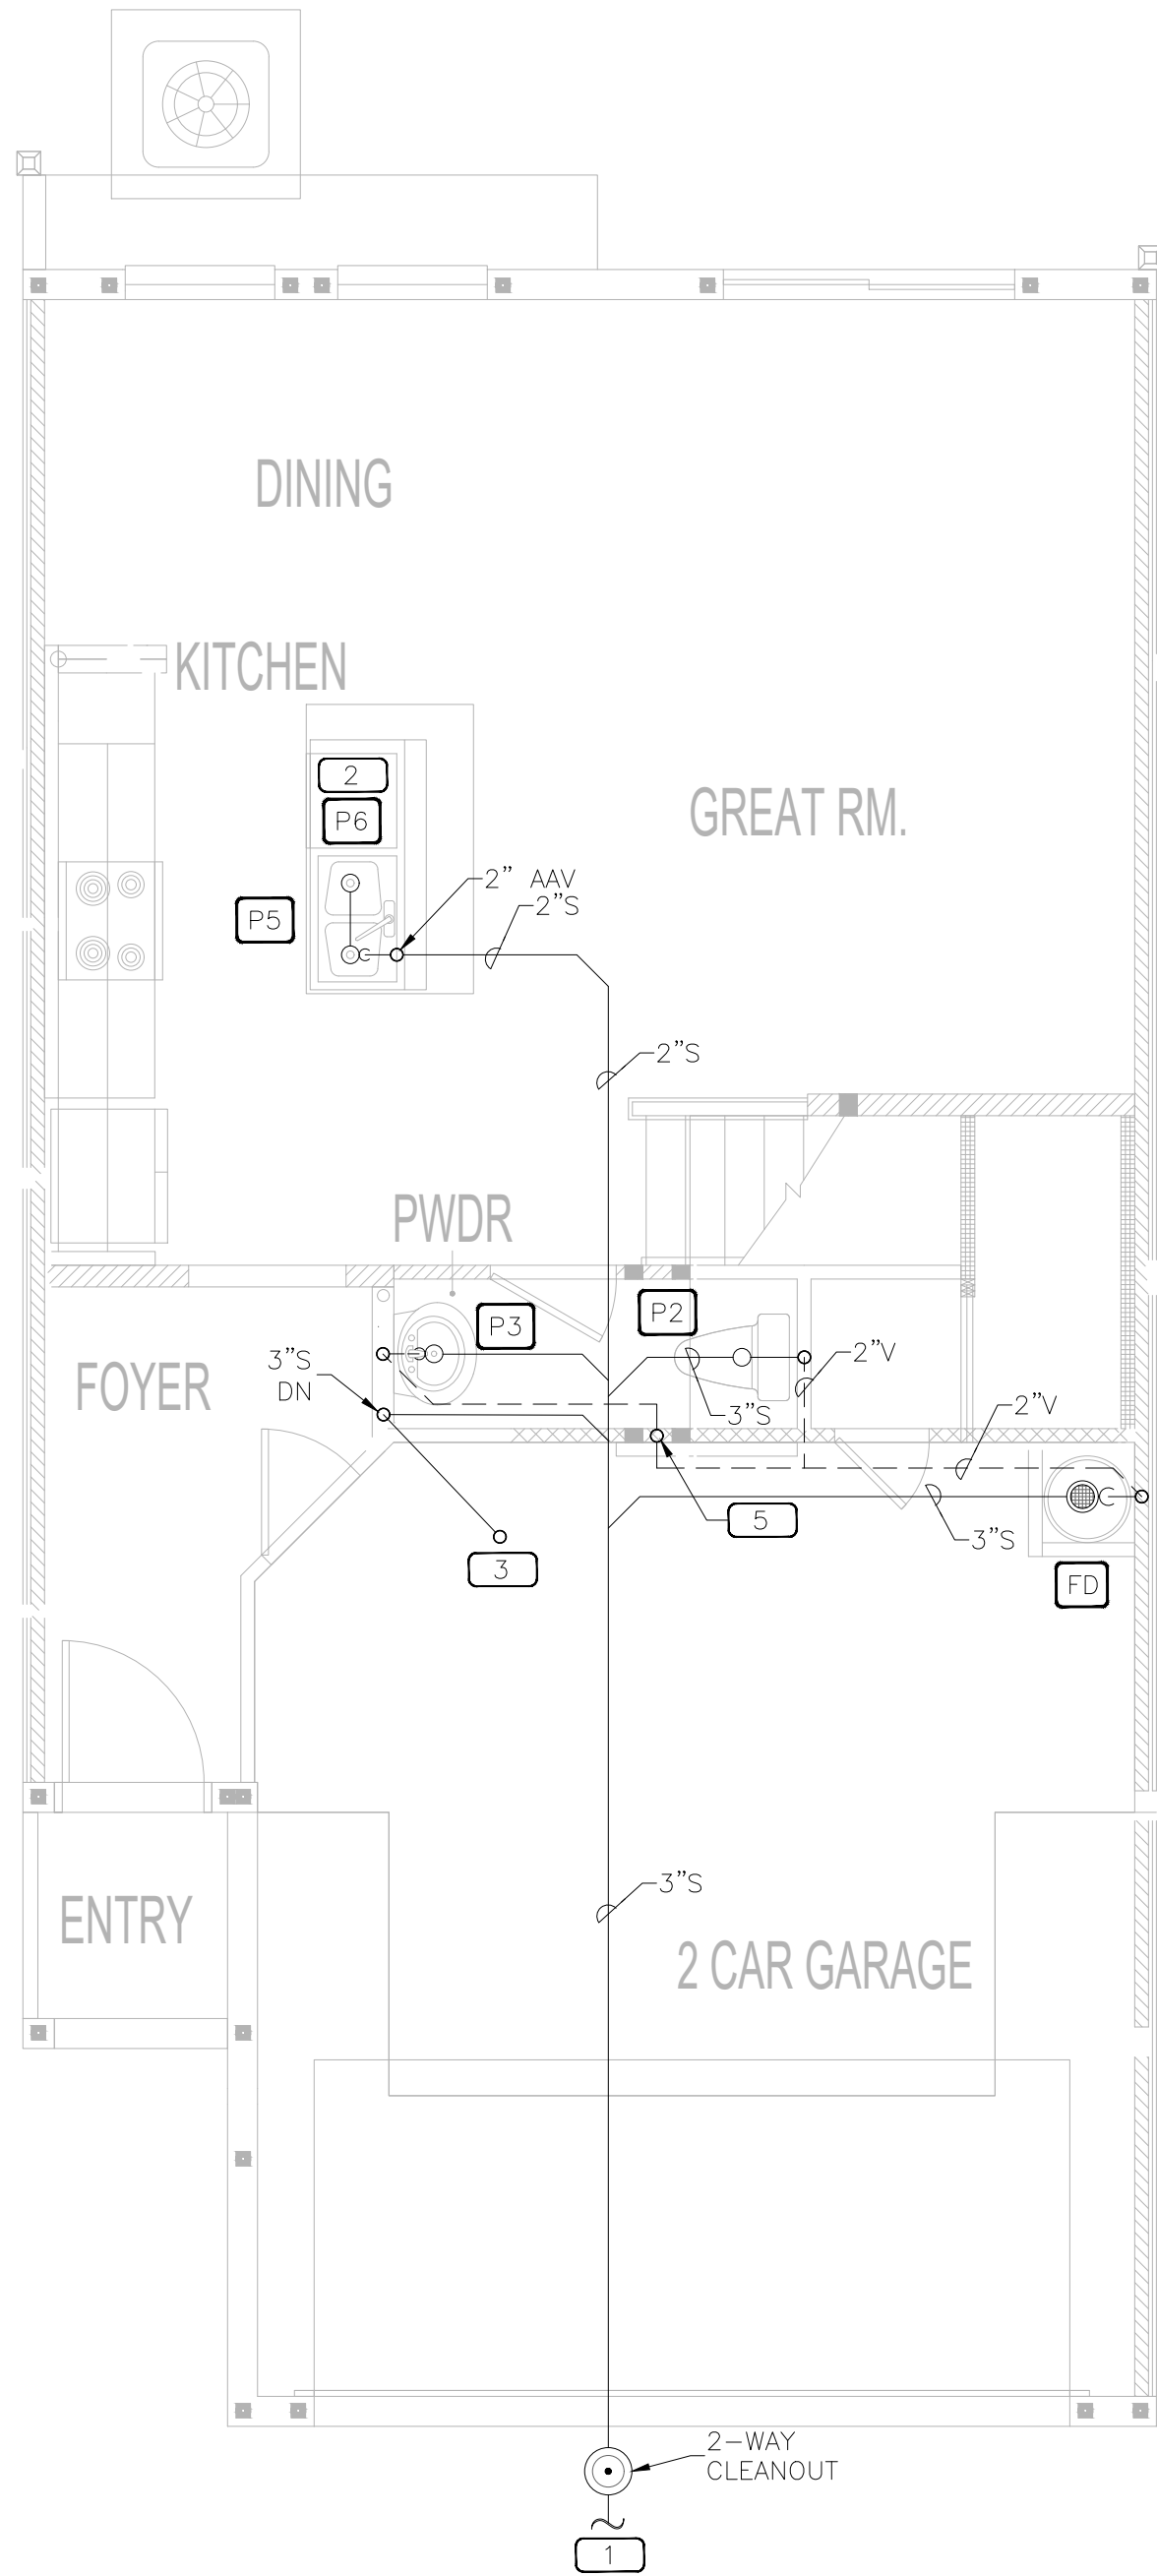 DINING
KITCHEN
2
P6
GREAT RM.
2” AAV
2”S
P5
2”S
PWDR
P2
P3
FOYER
3”S
DN
2”V
3”S
2”V
5
3”S
3
FD
3”S
ENTRY
2 CAR GARAGE
2-WAY
CLEANOUT
1